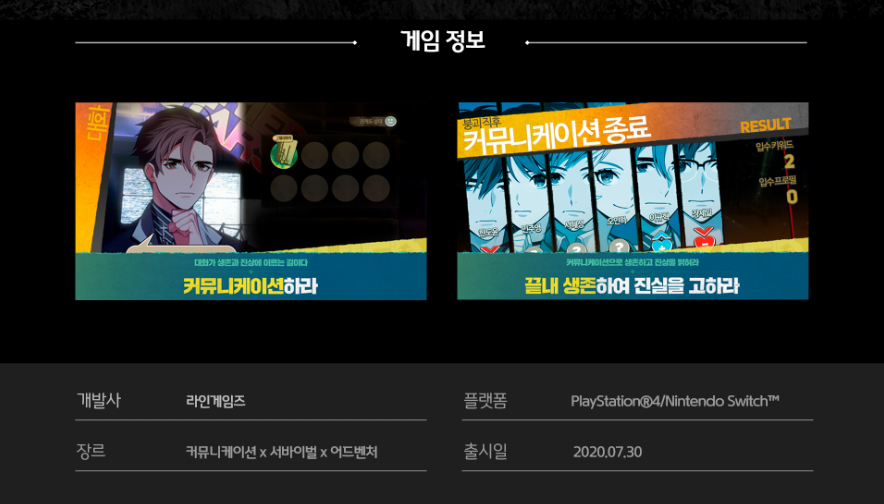 게임 정보
대화
대화가 생존과 진상에 이르는 길이다
커뮤니케이션하라
붕괴 직후
커뮤니케이션 종료
RESULT
입수 키워드
2
입수 프로필
0
커뮤니케이션으로 생존하고 진상을 밝혀라
끝내 생존하여 진실을 고하라
개발사
라인게임즈
플랫폼
PlayStation®4/Nintendo Switch™
장르
커뮤니케이션 x 서바이벌 x 어드벤처
출시일
2020.07.30